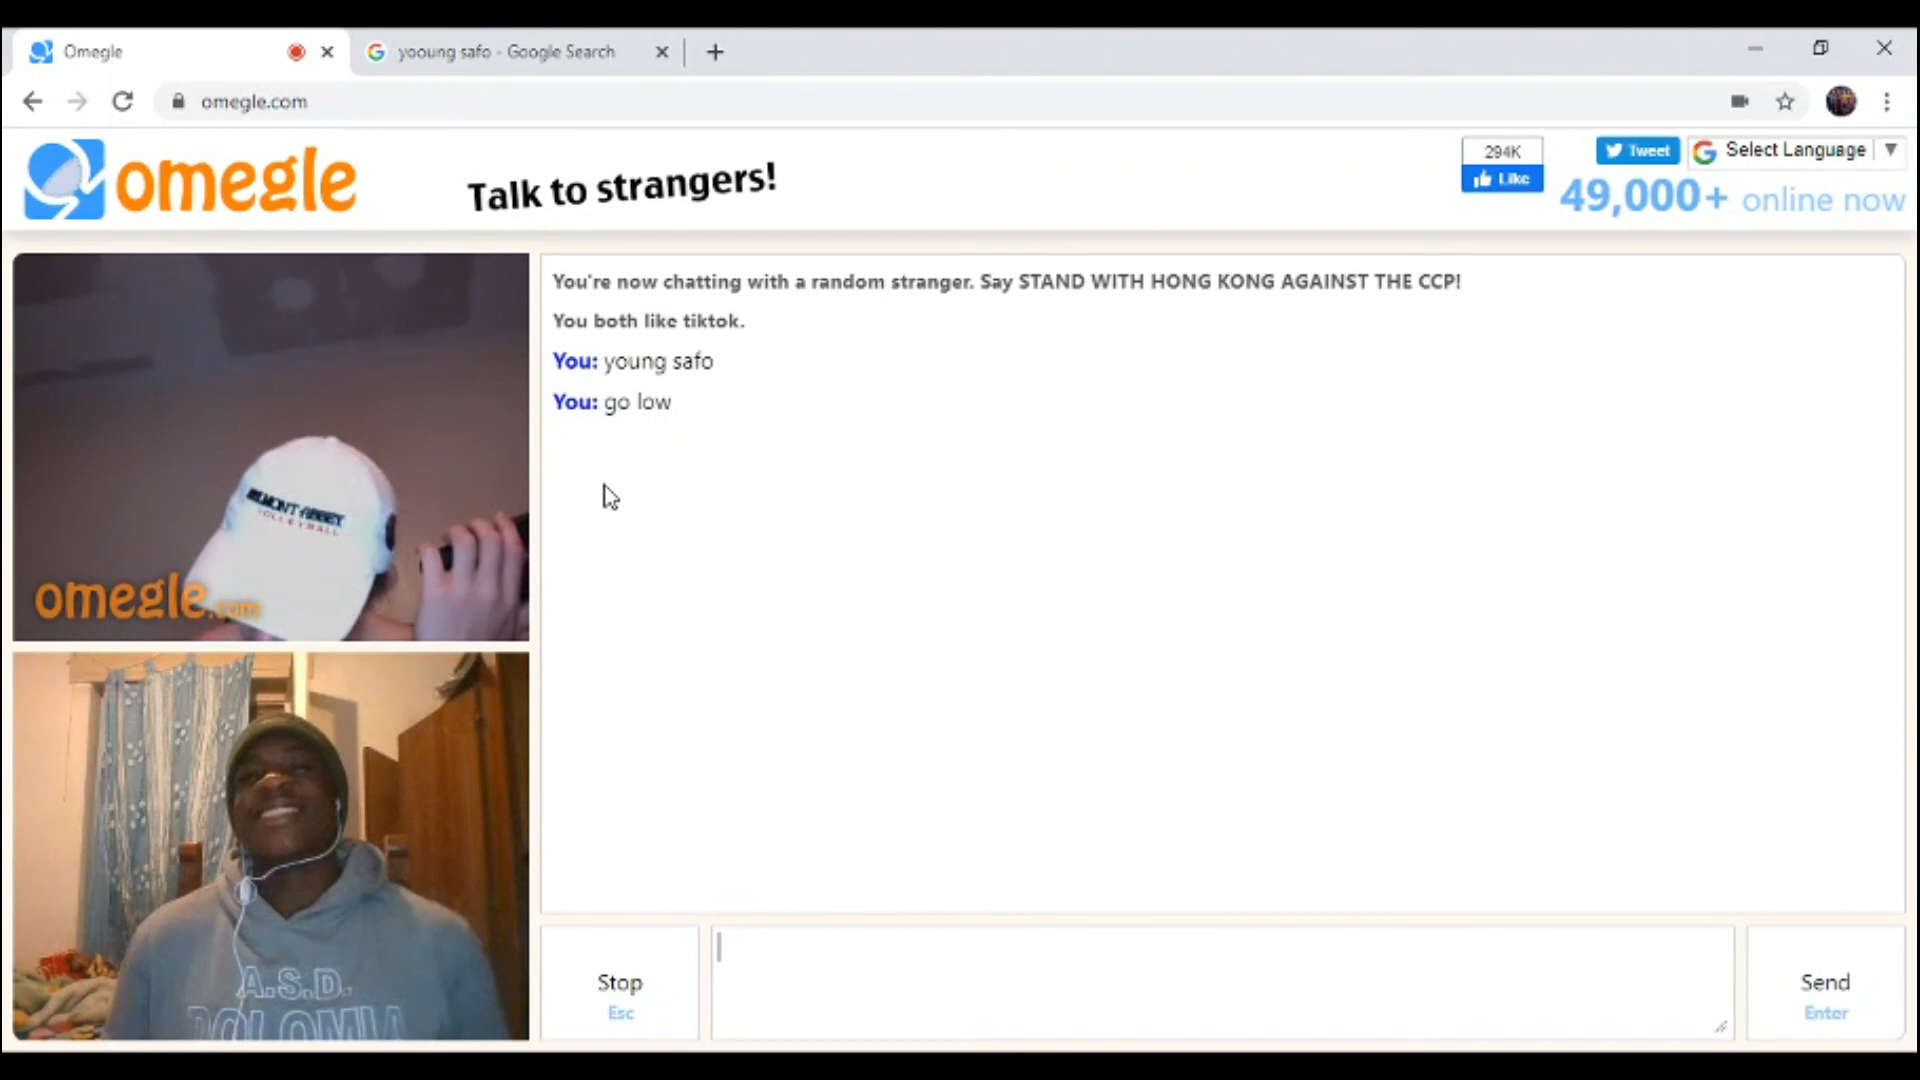 Omegle
yooung safo - Google Search
omegle.com
omegle
Talk to strangers!
294K
Like
Tweet
Select Language
49,000+ online now
You're now chatting with a random stranger. Say STAND WITH HONG KONG AGAINST THE CCP!
You both like tiktok.
You: young safo
You: go low
VOLLEYBALL
omegle.com
A.S.D.
DOLOMIA
Stop
Esc
Send
Enter